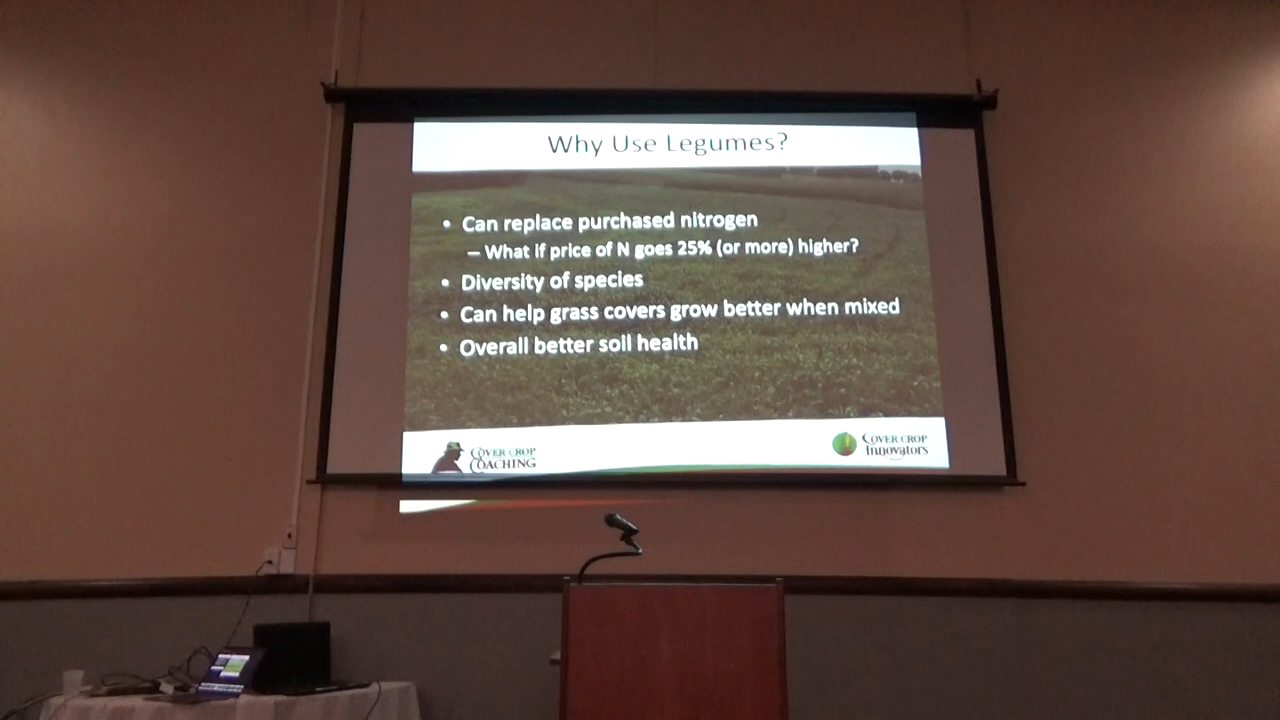 Why Use Legumes?
• Can replace purchased nitrogen
– What if price of N goes 25% (or more) higher?
• Diversity of species
• Can help grass covers grow better when mixed
• Overall better soil health
COVER CROP
COACHING
COVER CROP
Innovators